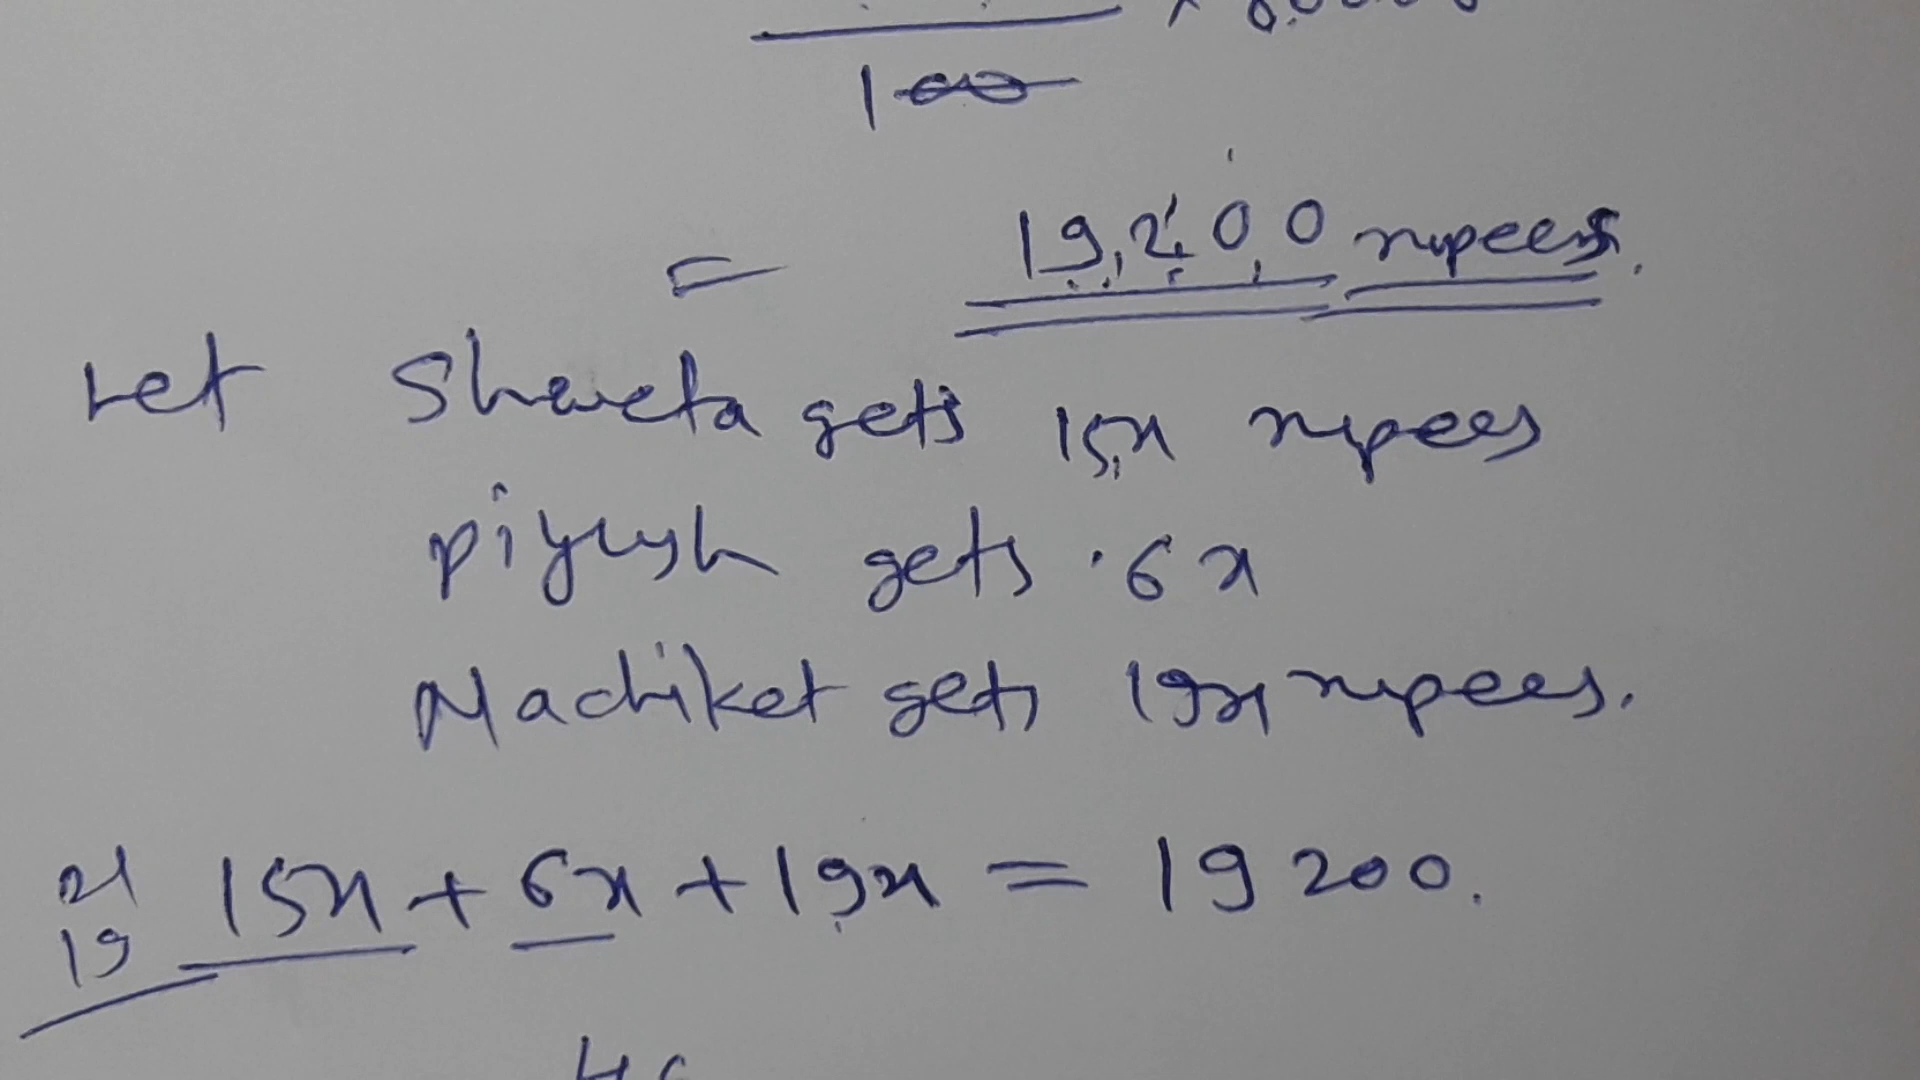 100
= 19,200 rupees.
Let Shweta gets 15x rupees
piyush gets 6x
Nachiket gets 19x rupees.
21 15x + 6x + 19x = 19200.
19